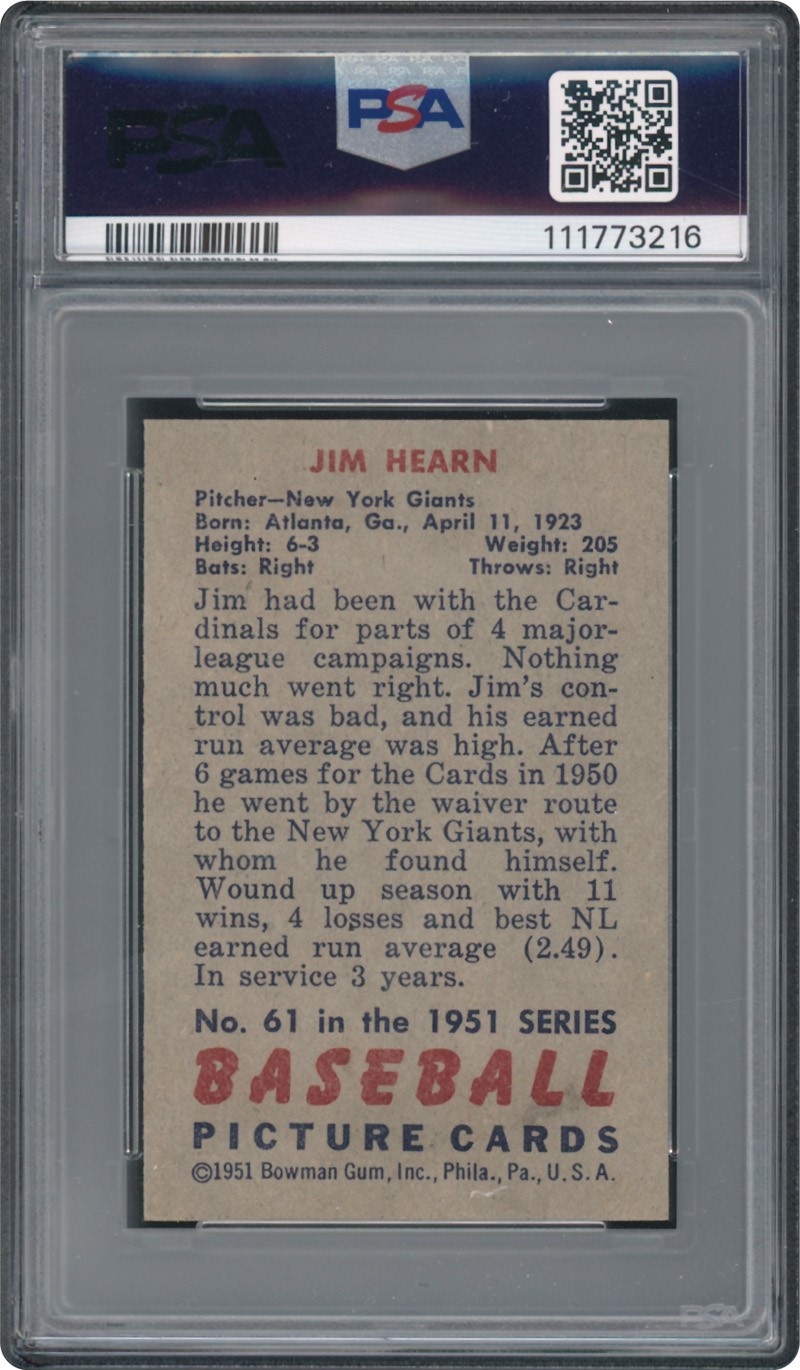 PSA
PSA
111773216
JIM HEARN
Pitcher—New York Giants
Born: Atlanta, Ga., April 11, 1923
Height: 6-3 Weight: 205
Bats: Right Throws: Right
Jim had been with the Car-
dinals for parts of 4 major-
league campaigns. Nothing
much went right. Jim's con-
trol was bad, and his earned
run average was high. After
6 games for the Cards in 1950
he went by the waiver route
to the New York Giants, with
whom he found himself.
Wound up season with 11
wins, 4 losses and best NL
earned run average (2.49).
In service 3 years.
No. 61 in the 1951 SERIES
BASEBALL
PICTURE CARDS
©1951 Bowman Gum, Inc., Phila., Pa., U.S.A.
PSA